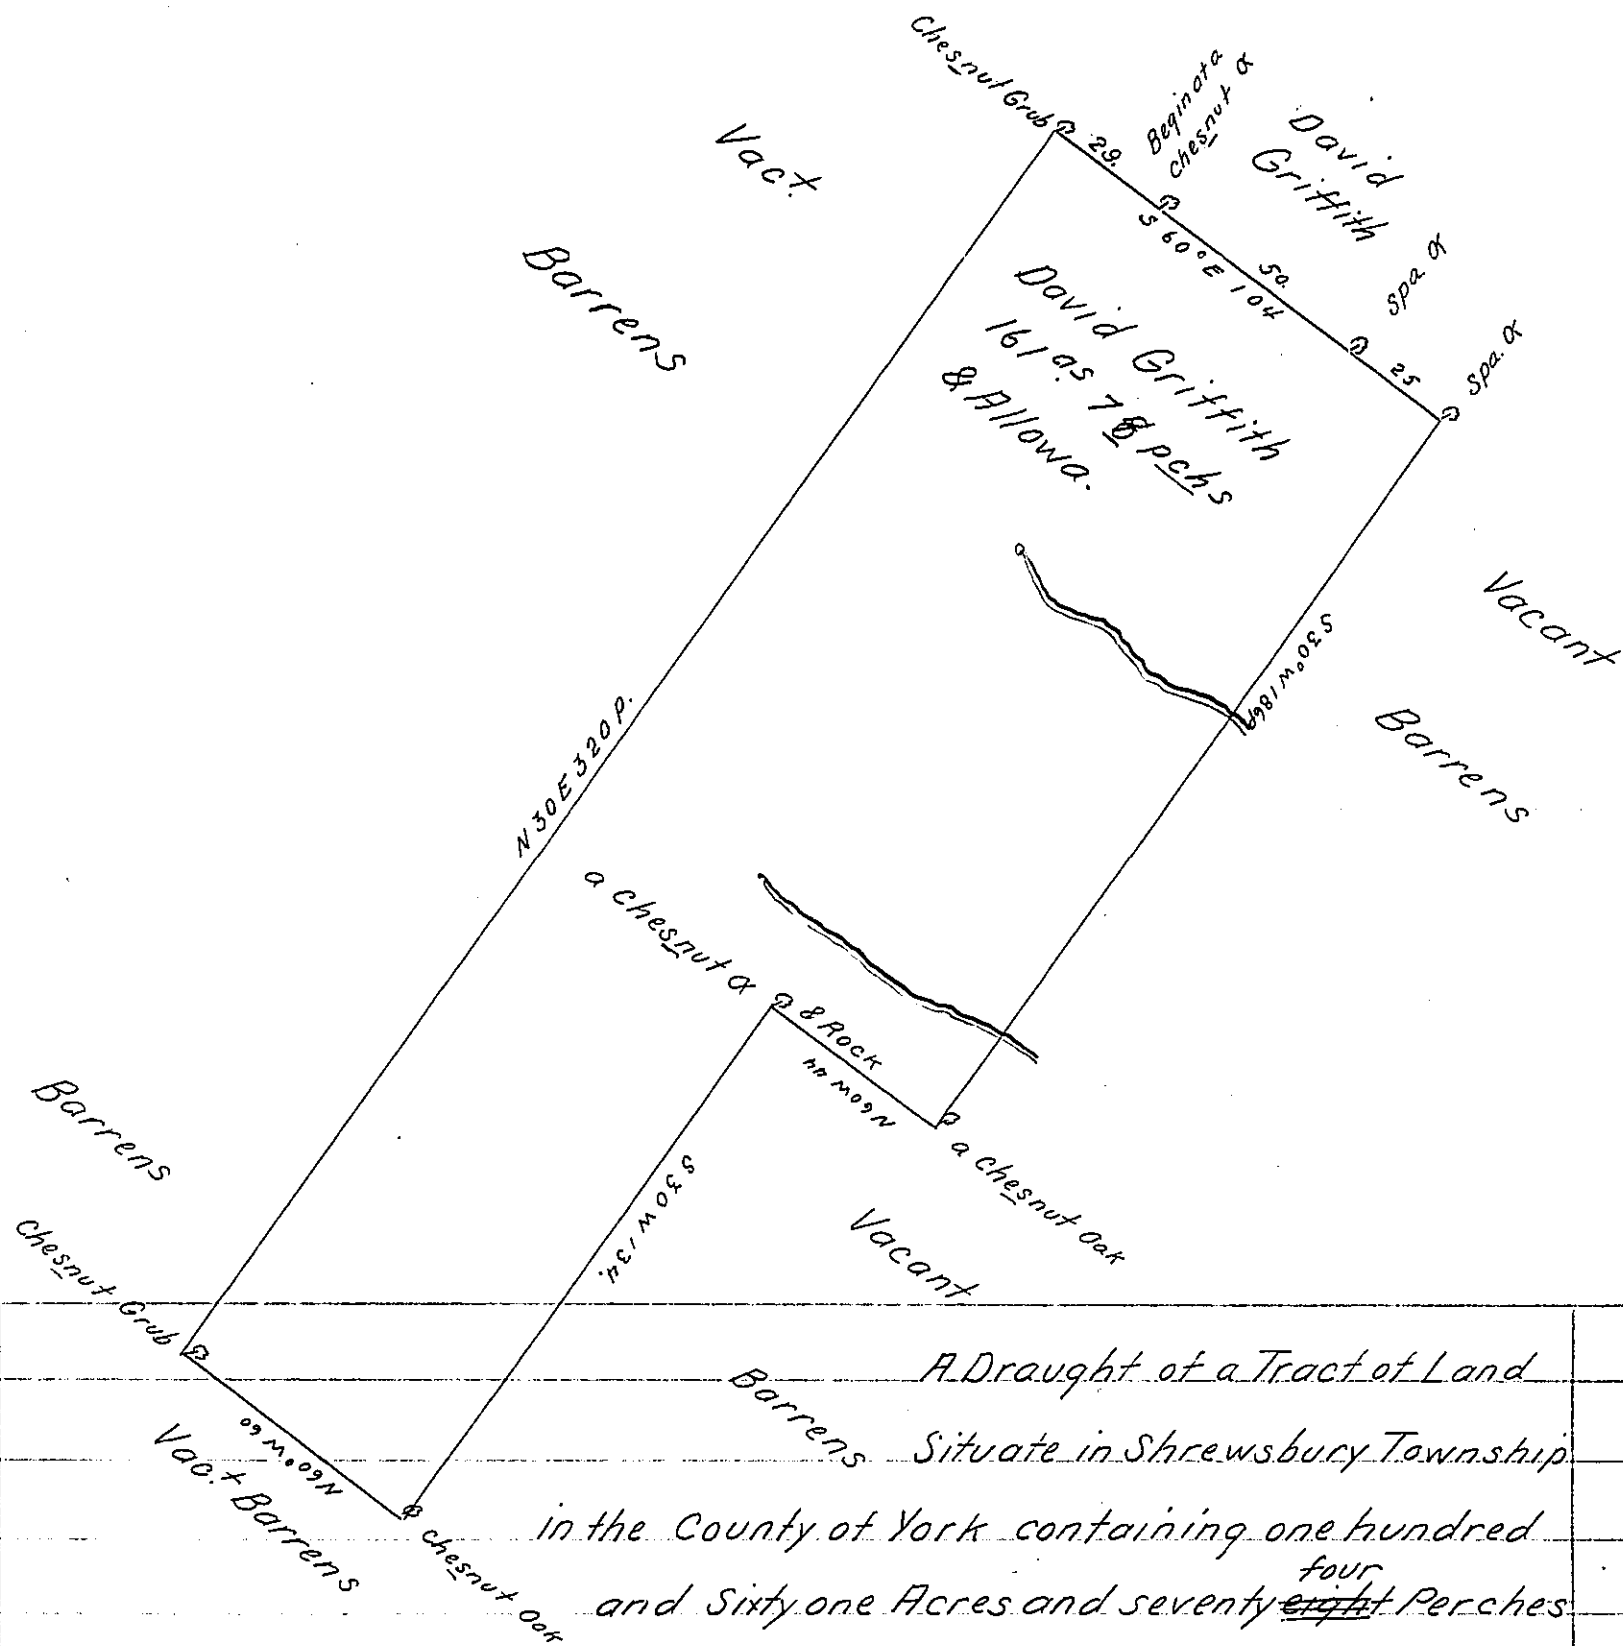 Chesnut Grub
29.
Begin at a
Chesnut α
David
Griffith
Spa α
Spa. α
S 60° E 104
50.
25
Vact.
Barrens
David Griffith
161 as. 78 pchs
& Allowa.
Vacant
Barrens
S 30° W 186P
N 30 E 320 P.
a Chesnut α
& Rock
N 60 W 44
a Chesnut Oak
S 30 W 134.
Vacant
Barrens
Barrens
Chesnut Grub
N 60° W 60
Vact Barrens
Chesnut Oak
A Draught of a Tract of Land
Situate in Shrewsbury Township
in the County of York containing one hundred
four
and Sixty one Acres and seventy eight Perches